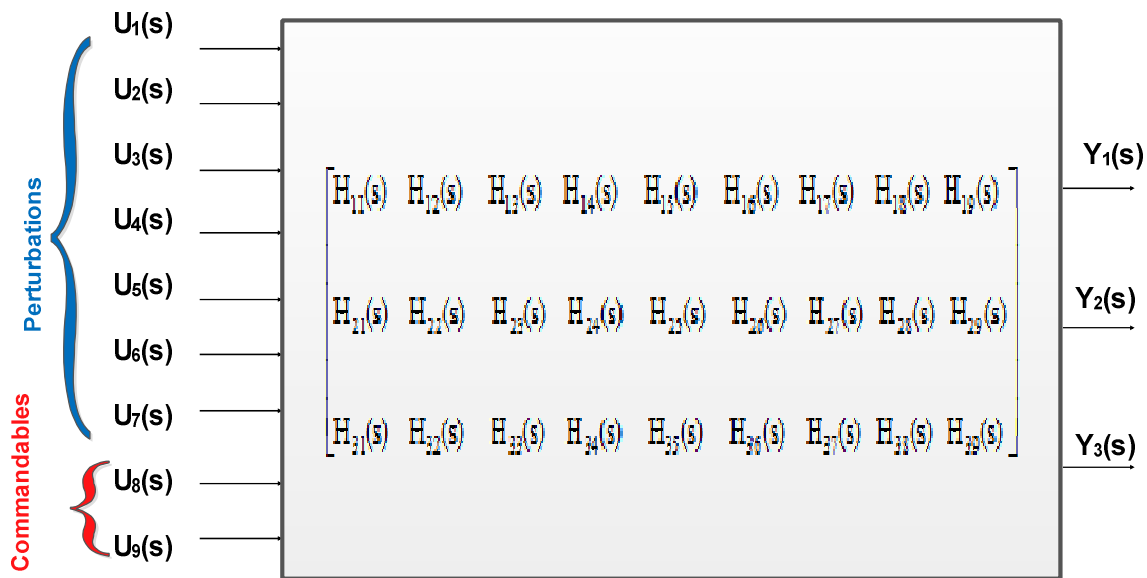 U1(s)
U2(s)
U3(s)
U4(s)
U5(s)
U6(s)
U7(s)
U8(s)
U9(s)
Perturbations
Commandables
H11(s) H12(s) H13(s) H14(s) H15(s) H16(s) H17(s) H18(s) H19(s)
H21(s) H22(s) H23(s) H24(s) H25(s) H26(s) H27(s) H28(s) H29(s)
H31(s) H32(s) H33(s) H34(s) H35(s) H36(s) H37(s) H38(s) H39(s)
Y1(s)
Y2(s)
Y3(s)